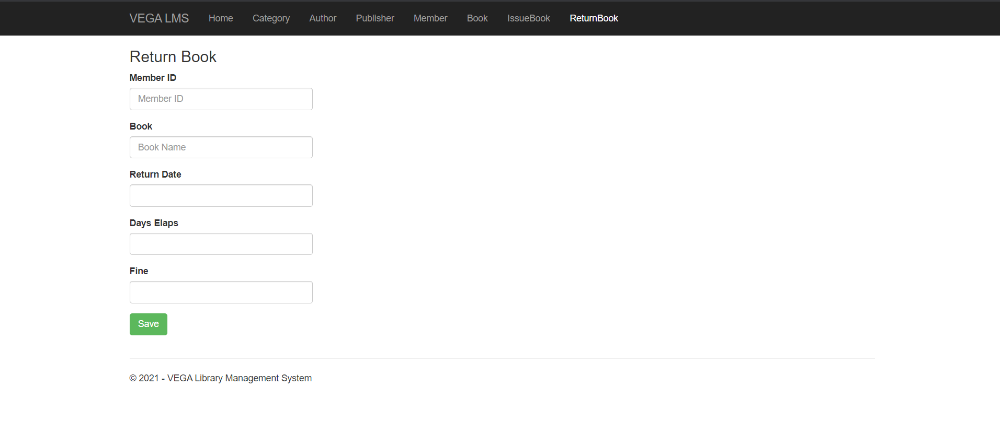 VEGA LMS Home Category Author Publisher Member Book IssueBook ReturnBook
Return Book
Member ID
Member ID
Book
Book Name
Return Date
Days Elaps
Fine
Save
© 2021 - VEGA Library Management System